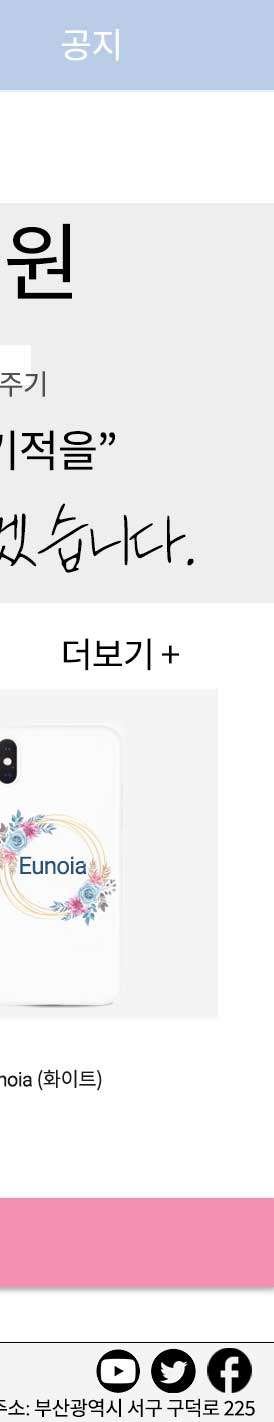 공지
원
주기
기적을”
겠습니다.
더보기 +
Eunoia
noia (화이트)
주소: 부산광역시 서구 구덕로 225